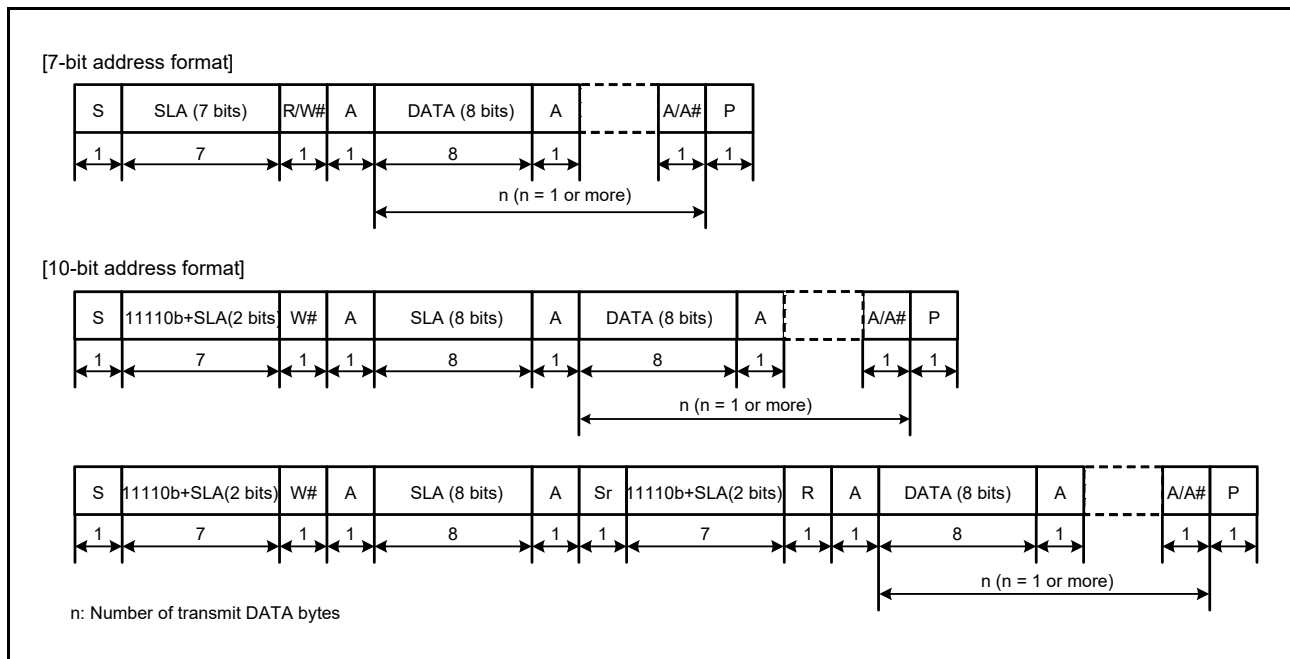 [7-bit address format]
S SLA (7 bits) R/W# A DATA (8 bits) A A/A# P
1 7 1 1 8 1 1 1
n (n = 1 or more)
[10-bit address format]
S 11110b+SLA(2 bits) W# A SLA (8 bits) A DATA (8 bits) A A/A# P
1 7 1 1 8 1 8 1 1 1
n (n = 1 or more)
S 11110b+SLA(2 bits) W# A SLA (8 bits) A Sr 11110b+SLA(2 bits) R A DATA (8 bits) A A/A# P
1 7 1 1 8 1 1 7 1 1 8 1 1 1
n (n = 1 or more)
n: Number of transmit DATA bytes